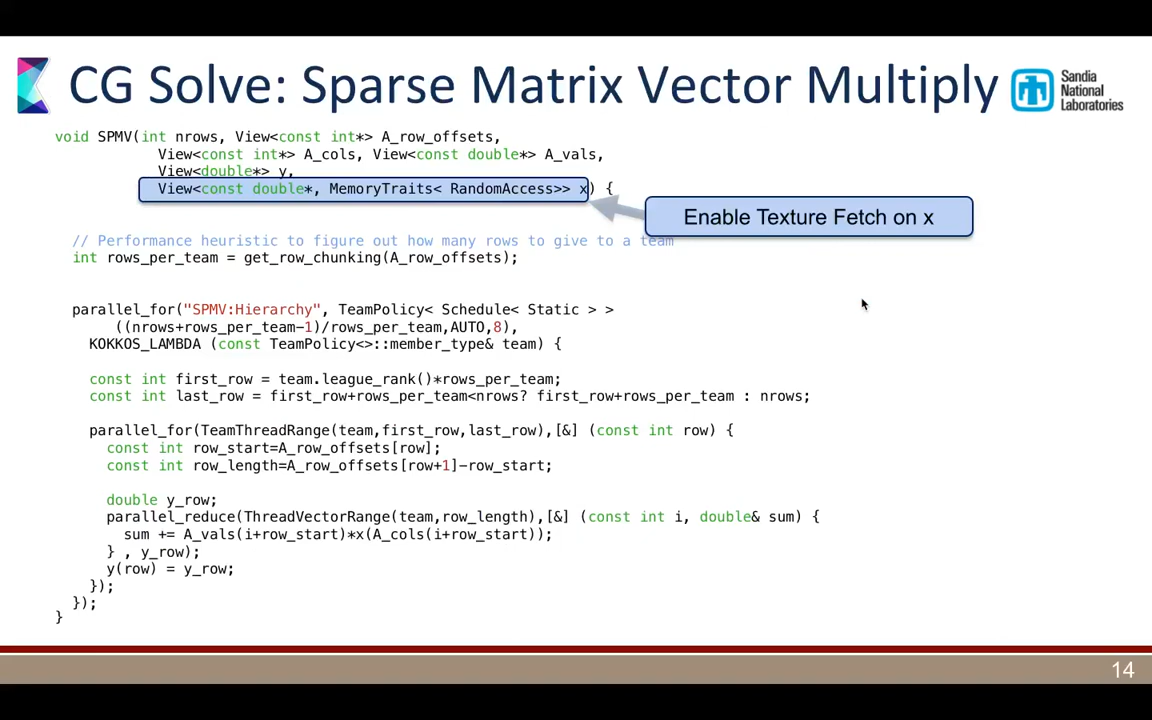 CG Solve: Sparse Matrix Vector Multiply
Sandia
National
Laboratories
void SPMV(int nrows, View<const int*> A_row_offsets,
View<const int*> A_cols, View<const double*> A_vals,
View<double*> y,
View<const double*, MemoryTraits< RandomAccess>> x) {
Enable Texture Fetch on x
// Performance heuristic to figure out how many rows to give to a team
int rows_per_team = get_row_chunking(A_row_offsets);
parallel_for("SPMV:Hierarchy", TeamPolicy< Schedule< Static > >
((nrows+rows_per_team-1)/rows_per_team,AUTO,8),
KOKKOS_LAMBDA (const TeamPolicy<>::member_type& team) {
const int first_row = team.league_rank()*rows_per_team;
const int last_row = first_row+rows_per_team<nrows? first_row+rows_per_team : nrows;
parallel_for(TeamThreadRange(team,first_row,last_row),[&] (const int row) {
const int row_start=A_row_offsets[row];
const int row_length=A_row_offsets[row+1]-row_start;
double y_row;
parallel_reduce(ThreadVectorRange(team,row_length),[&] (const int i, double& sum) {
sum += A_vals(i+row_start)*x(A_cols(i+row_start));
} , y_row);
y(row) = y_row;
});
});
}
14